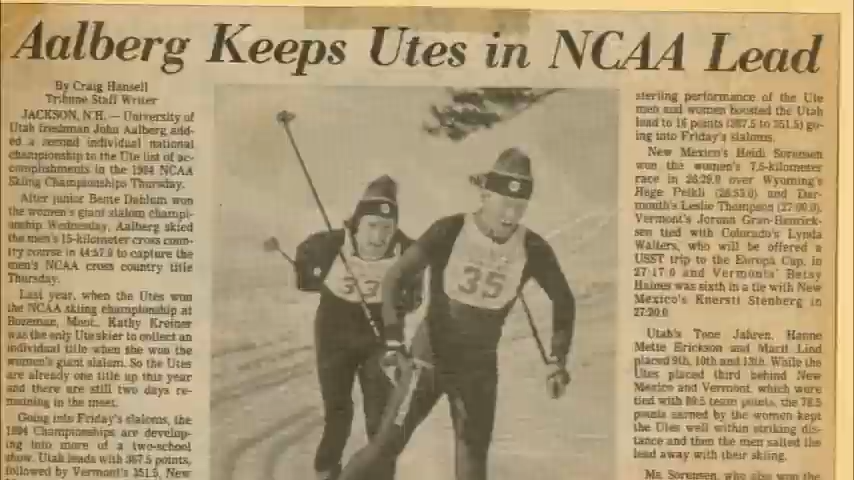 Aalberg Keeps Utes in NCAA Lead
By Craig Hansell
Tribune Staff Writer
JACKSON, N.H. — University of
Utah freshman John Aalberg add-
ed a second individual national
championship to the Ute list of ac-
complishments in the 1984 NCAA
Skiing Championships Thursday.
After junior Bente Dahlum won
the women's giant slalom champi-
onship Wednesday, Aalberg skied
the men's 15-kilometer cross coun-
try course in 44:57.9 to capture the
men's NCAA cross country title
Thursday.
Last year, when the Utes won
the NCAA skiing championship at
Bozeman, Mont., Kathy Kreiner
was the only Ute skier to collect an
individual title when she won the
women's giant slalom. So the Utes
are already one title up this year
and there are still two days re-
maining in the meet.
Going into Friday's slaloms, the
1984 Championships are develop-
ing into more of a two-school
show. Utah leads with 367.5 points,
followed by Vermont's 351.5, New
33
35
sterling performance of the Ute
men and women boosted the Utah
lead to 16 points (367.5 to 351.5) go-
ing into Friday's slaloms.
New Mexico's Heidi Sorensen
won the women's 7.5-kilometer
race in 26:29.0 over Wyoming's
Hege Peikli (26:53.0) and Dar-
mouth's Leslie Thompson (27:09.0).
Vermont's Jorunn Gran-Henrick-
sen tied with Colorado's Lynda
Walters, who will be offered a
USST trip to the Europa Cup, in
27:17.0 and Vermonts' Betsy
Haines was sixth in a tie with New
Mexico's Knersti Stenberg in
27:20.0
Utah's Tone Jahren, Hanne
Mette Erickson and Marit Lind
placed 9th, 10th and 13th. While the
Utes placed third behind New
Mexico and Vermont, which were
tied with 89.5 team points, the 78.5
points earned by the women kept
the Utes well within striking dis-
tance and then the men salted the
lead away with their skiing.
Ms. Sorensen, who also won the